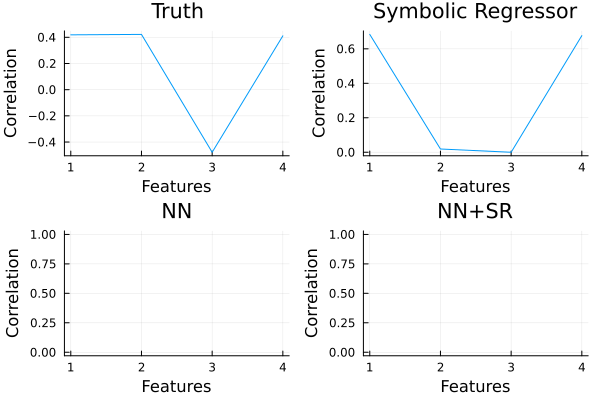 Truth
0.4
0.2
0.0
−0.2
−0.4
Correlation
1 2 3 4
Features
Symbolic Regressor
0.6
0.4
0.2
0.0
Correlation
1 2 3 4
Features
NN
1.00
0.75
0.50
0.25
0.00
Correlation
1 2 3 4
Features
NN+SR
1.00
0.75
0.50
0.25
0.00
Correlation
1 2 3 4
Features